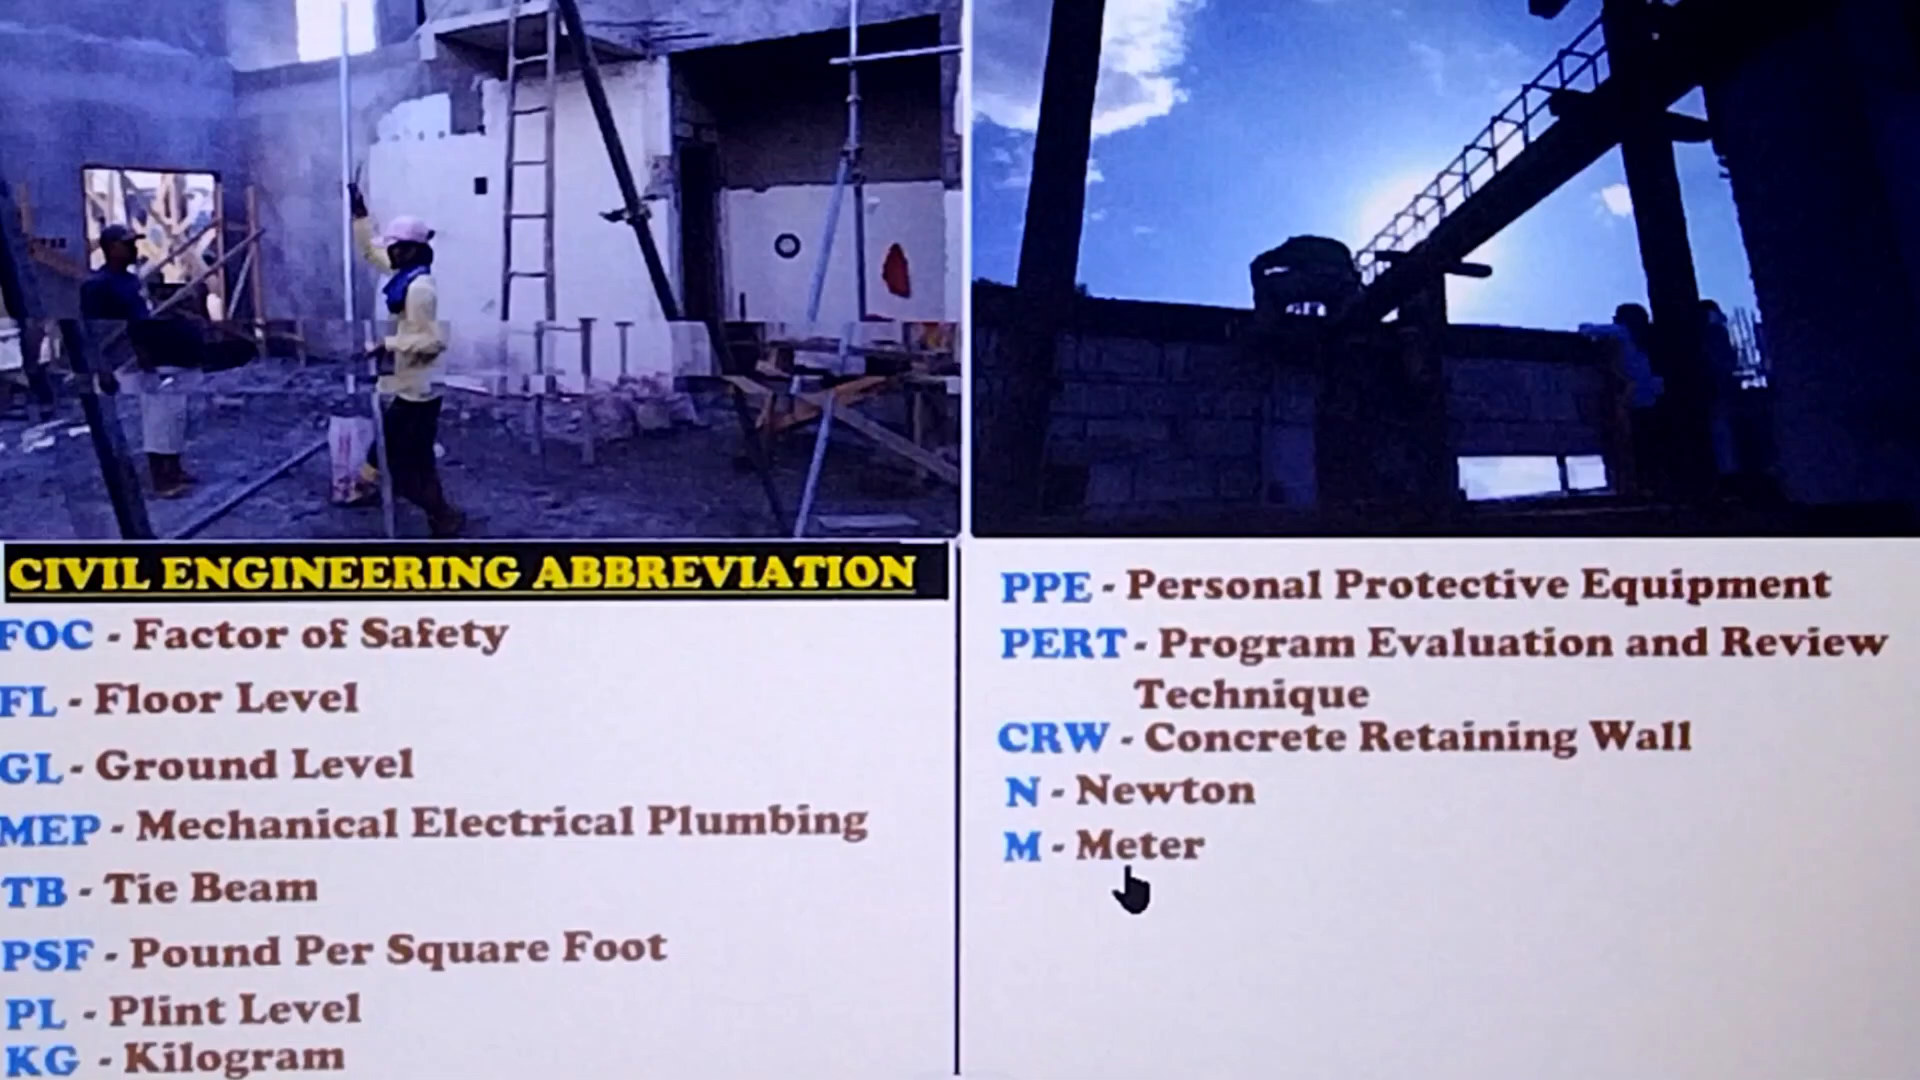 CIVIL ENGINEERING ABBREVIATION
FOC - Factor of Safety
FL - Floor Level
GL - Ground Level
MEP - Mechanical Electrical Plumbing
TB - Tie Beam
PSF - Pound Per Square Foot
PL - Plint Level
KG - Kilogram
PPE - Personal Protective Equipment
PERT - Program Evaluation and Review
Technique
CRW - Concrete Retaining Wall
N - Newton
M - Meter